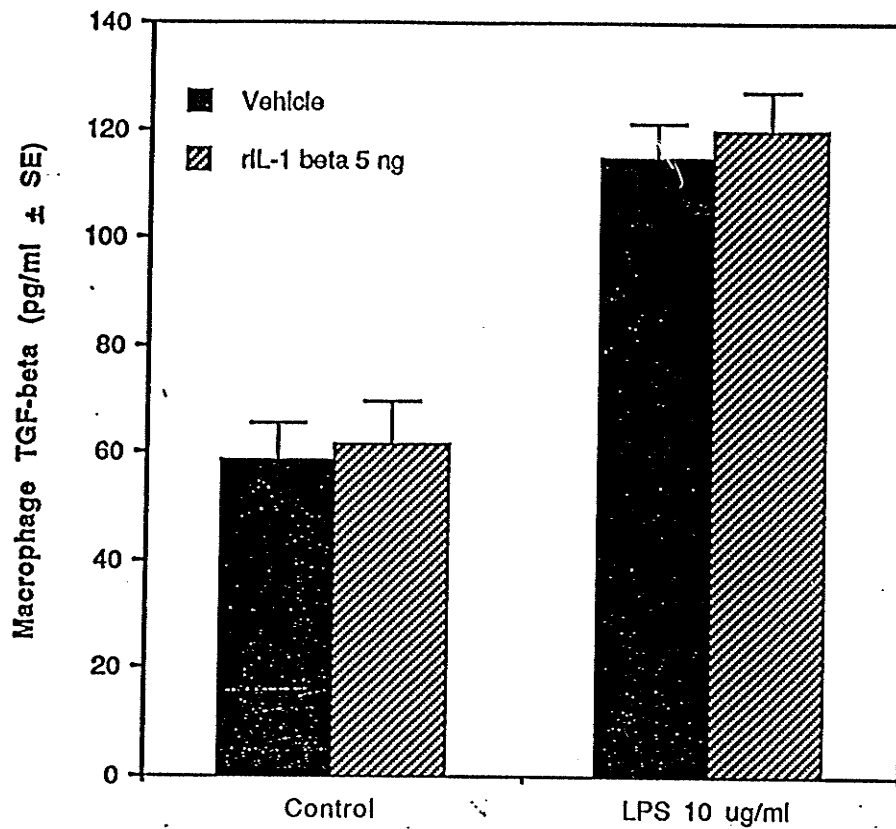 Macrophage TGF-beta (pg/ml ± SE)
140
120
100
80
60
40
20
0
Vehicle
rIL-1 beta 5 ng
Control
LPS 10 ug/ml